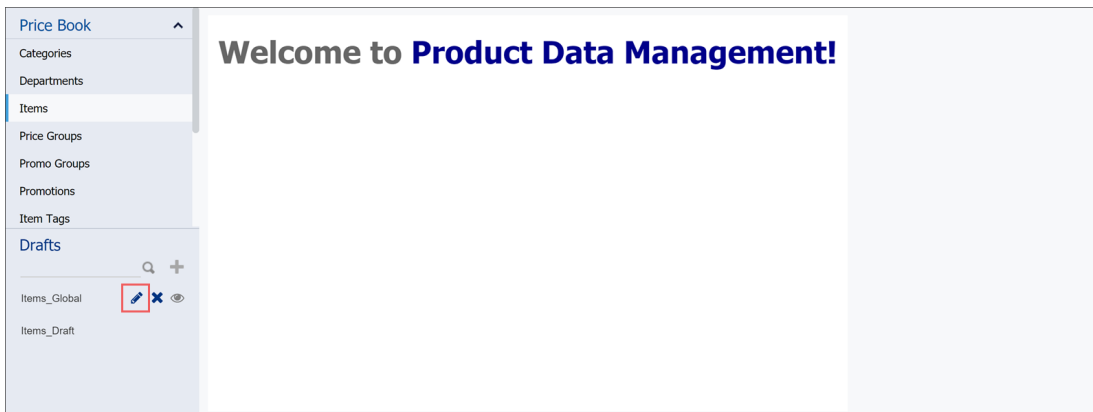 Price Book
Categories
Departments
Items
Price Groups
Promo Groups
Promotions
Item Tags
Drafts
Items_Global
Items_Draft
Welcome to Product Data Management!